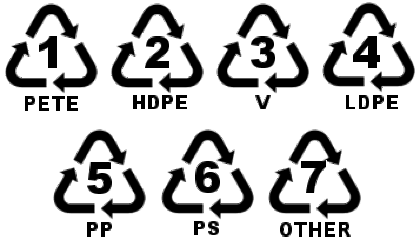 1 2 3 4
PETE HDPE V LDPE
5 6 7
PP PS OTHER